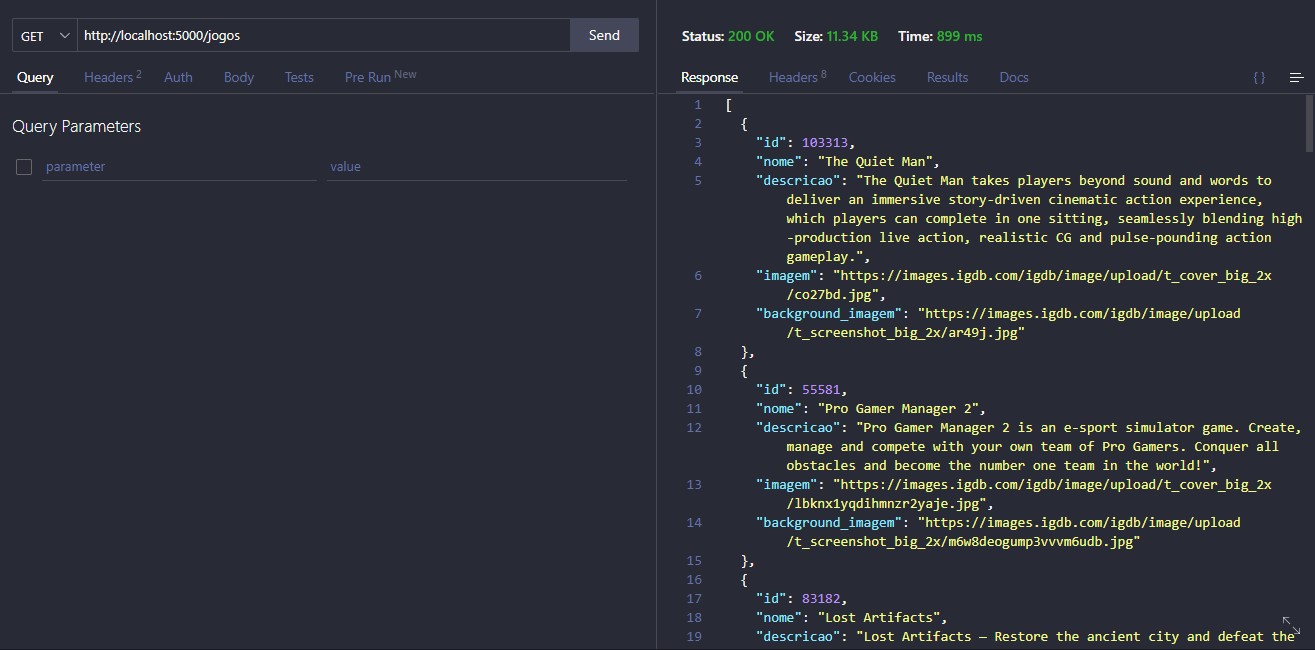 GET http://localhost:5000/jogos Send
Query Headers 2 Auth Body Tests Pre Run New
Query Parameters
parameter value
Status: 200 OK Size: 11.34 KB Time: 899 ms
Response Headers 8 Cookies Results Docs { }
1 [
2 {
3 "id": 103313,
4 "nome": "The Quiet Man",
5 "descricao": "The Quiet Man takes players beyond sound and words to
deliver an immersive story-driven cinematic action experience,
which players can complete in one sitting, seamlessly blending high
-production live action, realistic CG and pulse-pounding action
gameplay.",
6 "imagem": "https://images.igdb.com/igdb/image/upload/t_cover_big_2x
/co27bd.jpg",
7 "background_imagem": "https://images.igdb.com/igdb/image/upload
/t_screenshot_big_2x/ar49j.jpg"
8 },
9 {
10 "id": 55581,
11 "nome": "Pro Gamer Manager 2",
12 "descricao": "Pro Gamer Manager 2 is an e-sport simulator game. Create,
manage and compete with your own team of Pro Gamers. Conquer all
obstacles and become the number one team in the world!",
13 "imagem": "https://images.igdb.com/igdb/image/upload/t_cover_big_2x
/lbknx1yqdihmnzr2yaje.jpg",
14 "background_imagem": "https://images.igdb.com/igdb/image/upload
/t_screenshot_big_2x/m6w8deogump3vvvm6udb.jpg"
15 },
16 {
17 "id": 83182,
18 "nome": "Lost Artifacts",
19 "descricao": "Lost Artifacts – Restore the ancient city and defeat the